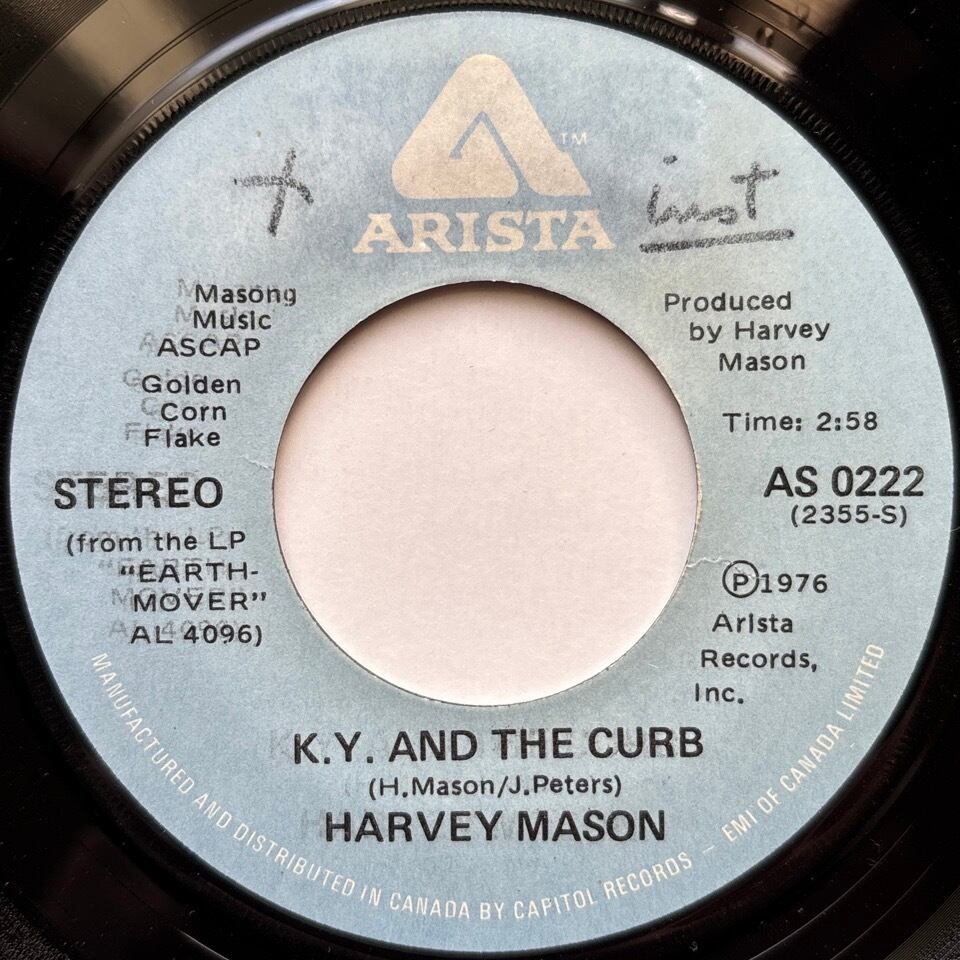 TM
ARISTA
+ inst
Masong
Music
ASCAP
Golden
Corn
Flake
STEREO
(from the LP
"EARTH-
MOVER"
AL 4096)
Produced
by Harvey
Mason
Time: 2:58
AS 0222
(2355-S)
Ⓟ1976
Arista
Records,
Inc.
K.Y. AND THE CURB
(H.Mason/J.Peters)
HARVEY MASON
MANUFACTURED AND DISTRIBUTED IN CANADA BY CAPITOL RECORDS – EMI OF CANADA LIMITED